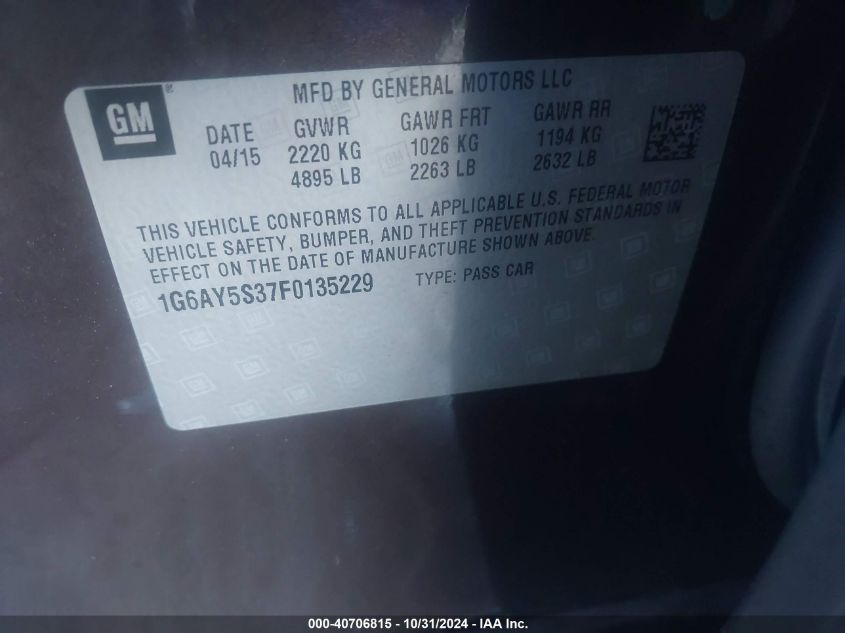 GM®
MFD BY GENERAL MOTORS LLC
DATE GVWR GAWR FRT GAWR RR
04/15 2220 KG 1026 KG 1194 KG
4895 LB 2263 LB 2632 LB
THIS VEHICLE CONFORMS TO ALL APPLICABLE U.S. FEDERAL MOTOR
VEHICLE SAFETY, BUMPER, AND THEFT PREVENTION STANDARDS IN
EFFECT ON THE DATE OF MANUFACTURE SHOWN ABOVE.
1G6AY5S37F0135229 TYPE: PASS CAR
000-40706815 - 10/31/2024 - IAA Inc.